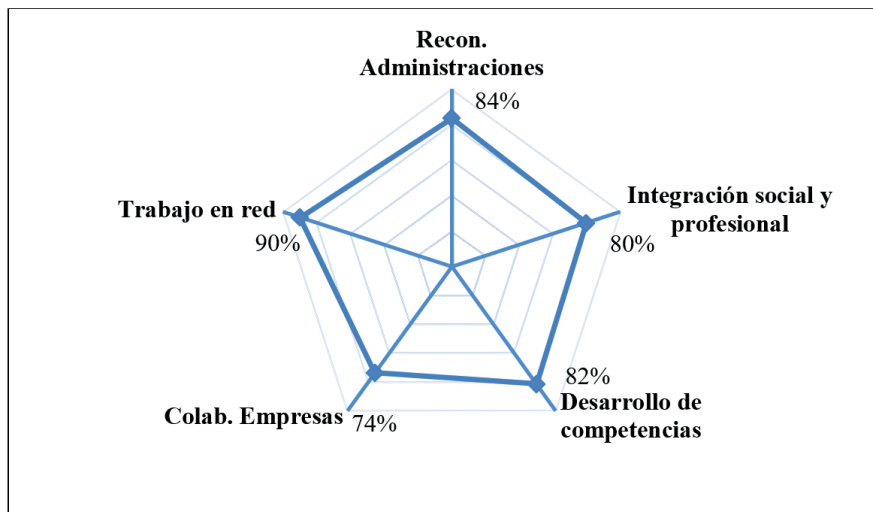 Recon.
Administraciones
84%
Integración social y
profesional
80%
82%
Desarrollo de
competencias
Colab. Empresas
74%
Trabajo en red
90%